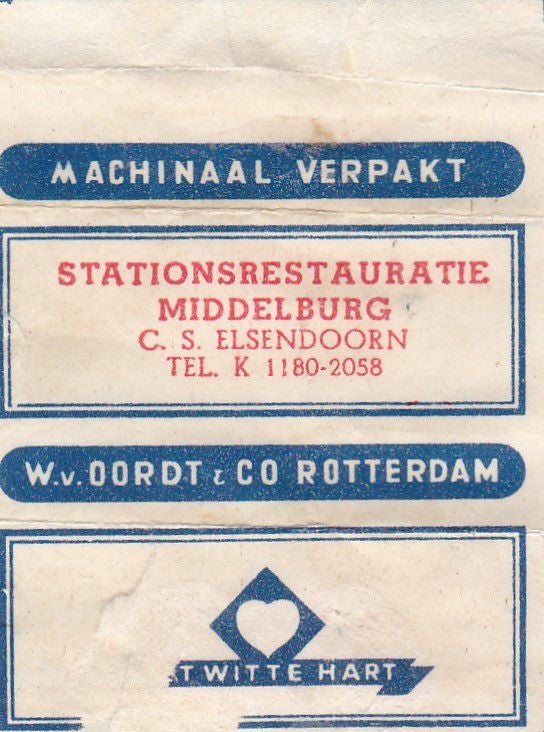 MACHINAAL VERPAKT
STATIONSRESTAURATIE
MIDDELBURG
C. S. ELSENDOORN
TEL. K 1180-2058
W.v. OORDT & CO ROTTERDAM
T WITTE HART